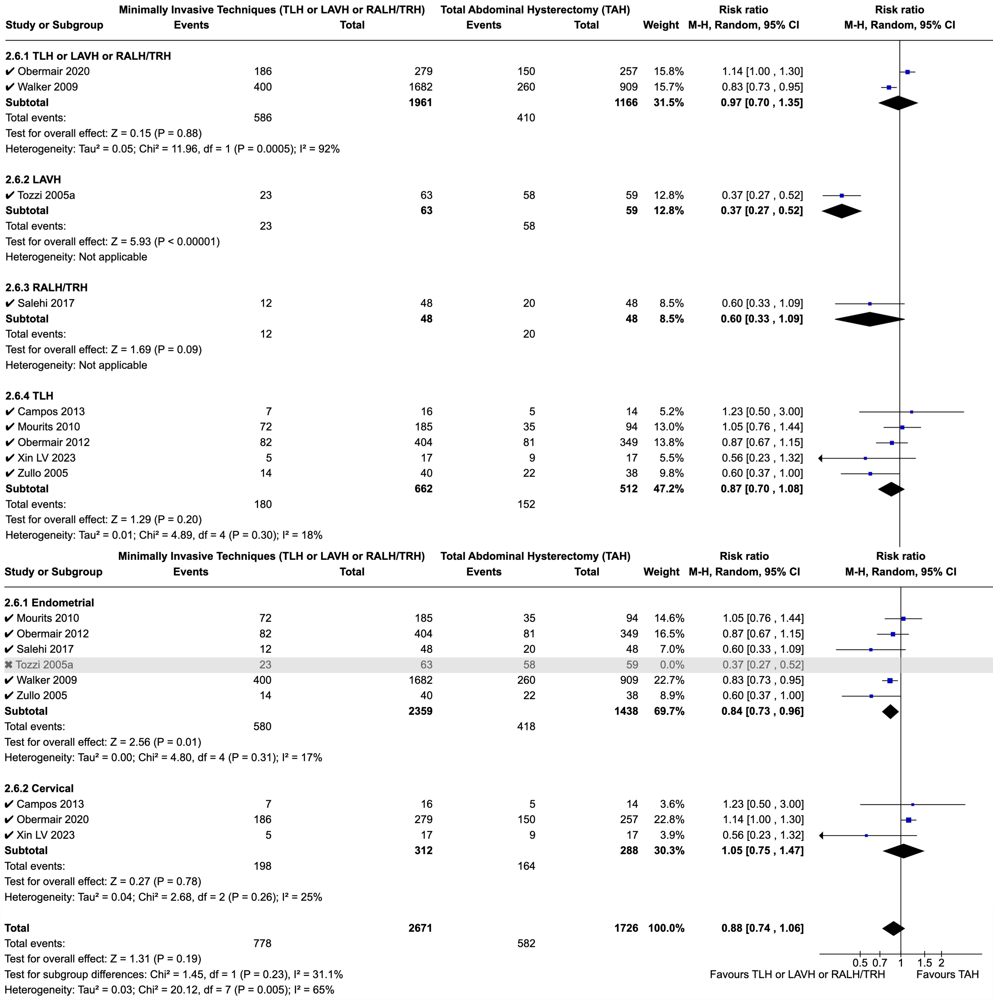 Minimally Invasive Techniques (TLH or LAVH or RALH/TRH) Total Abdominal Hysterectomy (TAH) Risk ratio Risk ratio
Study or Subgroup Events Total Events Total Weight M-H, Random, 95% CI M-H, Random, 95% CI
2.6.1 TLH or LAVH or RALH/TRH
✔ Obermair 2020 186 279 150 257 15.8% 1.14 [1.00 , 1.30]
✔ Walker 2009 400 1682 260 909 15.7% 0.83 [0.73 , 0.95]
Subtotal 1961 1166 31.5% 0.97 [0.70 , 1.35]
Total events: 586 410
Test for overall effect: Z = 0.15 (P = 0.88)
Heterogeneity: Tau² = 0.05; Chi² = 11.96, df = 1 (P = 0.0005); I² = 92%
2.6.2 LAVH
✔ Tozzi 2005a 23 63 58 59 12.8% 0.37 [0.27 , 0.52]
Subtotal 63 59 12.8% 0.37 [0.27 , 0.52]
Total events: 23 58
Test for overall effect: Z = 5.93 (P < 0.00001)
Heterogeneity: Not applicable
2.6.3 RALH/TRH
✔ Salehi 2017 12 48 20 48 8.5% 0.60 [0.33 , 1.09]
Subtotal 48 48 8.5% 0.60 [0.33 , 1.09]
Total events: 12 20
Test for overall effect: Z = 1.69 (P = 0.09)
Heterogeneity: Not applicable
2.6.4 TLH
✔ Campos 2013 7 16 5 14 5.2% 1.23 [0.50 , 3.00]
✔ Mourits 2010 72 185 35 94 13.0% 1.05 [0.76 , 1.44]
✔ Obermair 2012 82 404 81 349 13.8% 0.87 [0.67 , 1.15]
✔ Xin LV 2023 5 17 9 17 5.5% 0.56 [0.23 , 1.32]
✔ Zullo 2005 14 40 22 38 9.8% 0.60 [0.37 , 1.00]
Subtotal 662 512 47.2% 0.87 [0.70 , 1.08]
Total events: 180 152
Test for overall effect: Z = 1.29 (P = 0.20)
Heterogeneity: Tau² = 0.01; Chi² = 4.89, df = 4 (P = 0.30); I² = 18%
Minimally Invasive Techniques (TLH or LAVH or RALH/TRH) Total Abdominal Hysterectomy (TAH) Risk ratio Risk ratio
Study or Subgroup Events Total Events Total Weight M-H, Random, 95% CI M-H, Random, 95% CI
2.6.1 Endometrial
✔ Mourits 2010 72 185 35 94 14.6% 1.05 [0.76 , 1.44]
✔ Obermair 2012 82 404 81 349 16.5% 0.87 [0.67 , 1.15]
✔ Salehi 2017 12 48 20 48 7.0% 0.60 [0.33 , 1.09]
✖ Tozzi 2005a 23 63 58 59 0.0% 0.37 [0.27 , 0.52]
✔ Walker 2009 400 1682 260 909 22.7% 0.83 [0.73 , 0.95]
✔ Zullo 2005 14 40 22 38 8.9% 0.60 [0.37 , 1.00]
Subtotal 2359 1438 69.7% 0.84 [0.73 , 0.96]
Total events: 580 418
Test for overall effect: Z = 2.56 (P = 0.01)
Heterogeneity: Tau² = 0.00; Chi² = 4.80, df = 4 (P = 0.31); I² = 17%
2.6.2 Cervical
✔ Campos 2013 7 16 5 14 3.6% 1.23 [0.50 , 3.00]
✔ Obermair 2020 186 279 150 257 22.8% 1.14 [1.00 , 1.30]
✔ Xin LV 2023 5 17 9 17 3.9% 0.56 [0.23 , 1.32]
Subtotal 312 288 30.3% 1.05 [0.75 , 1.47]
Total events: 198 164
Test for overall effect: Z = 0.27 (P = 0.78)
Heterogeneity: Tau² = 0.04; Chi² = 2.68, df = 2 (P = 0.26); I² = 25%
Total 2671 1726 100.0% 0.88 [0.74 , 1.06]
Total events: 778 582
Test for overall effect: Z = 1.31 (P = 0.19)
0.5 0.7 1 1.5 2
Test for subgroup differences: Chi² = 1.45, df = 1 (P = 0.23), I² = 31.1% Favours TLH or LAVH or RALH/TRH Favours TAH
Heterogeneity: Tau² = 0.03; Chi² = 20.12, df = 7 (P = 0.005); I² = 65%